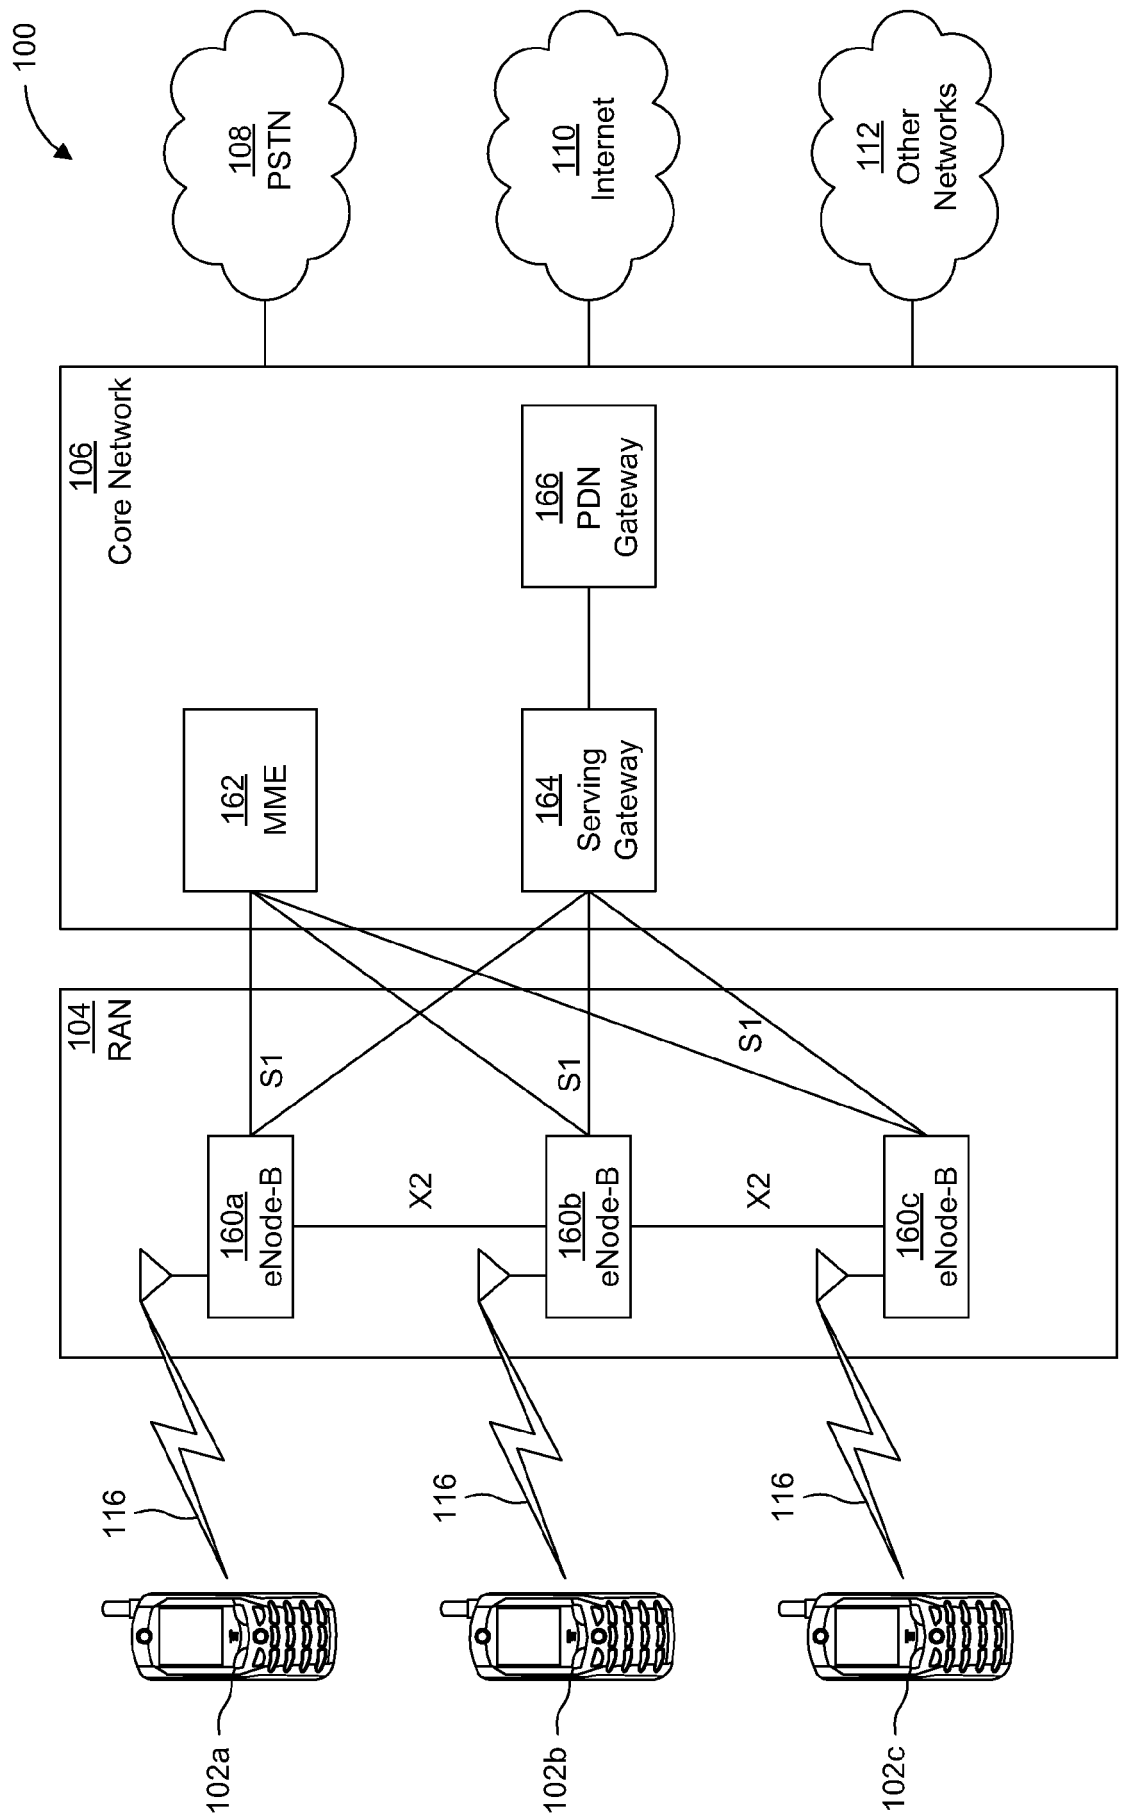 100
108
PSTN
110
Internet
112
Other
Networks
106
Core Network
166
PDN
Gateway
162
MME
164
Serving
Gateway
104
RAN
S1
S1
S1
160a
eNode-B
X2
160b
eNode-B
X2
160c
eNode-B
116
116
116
102a
102b
102c